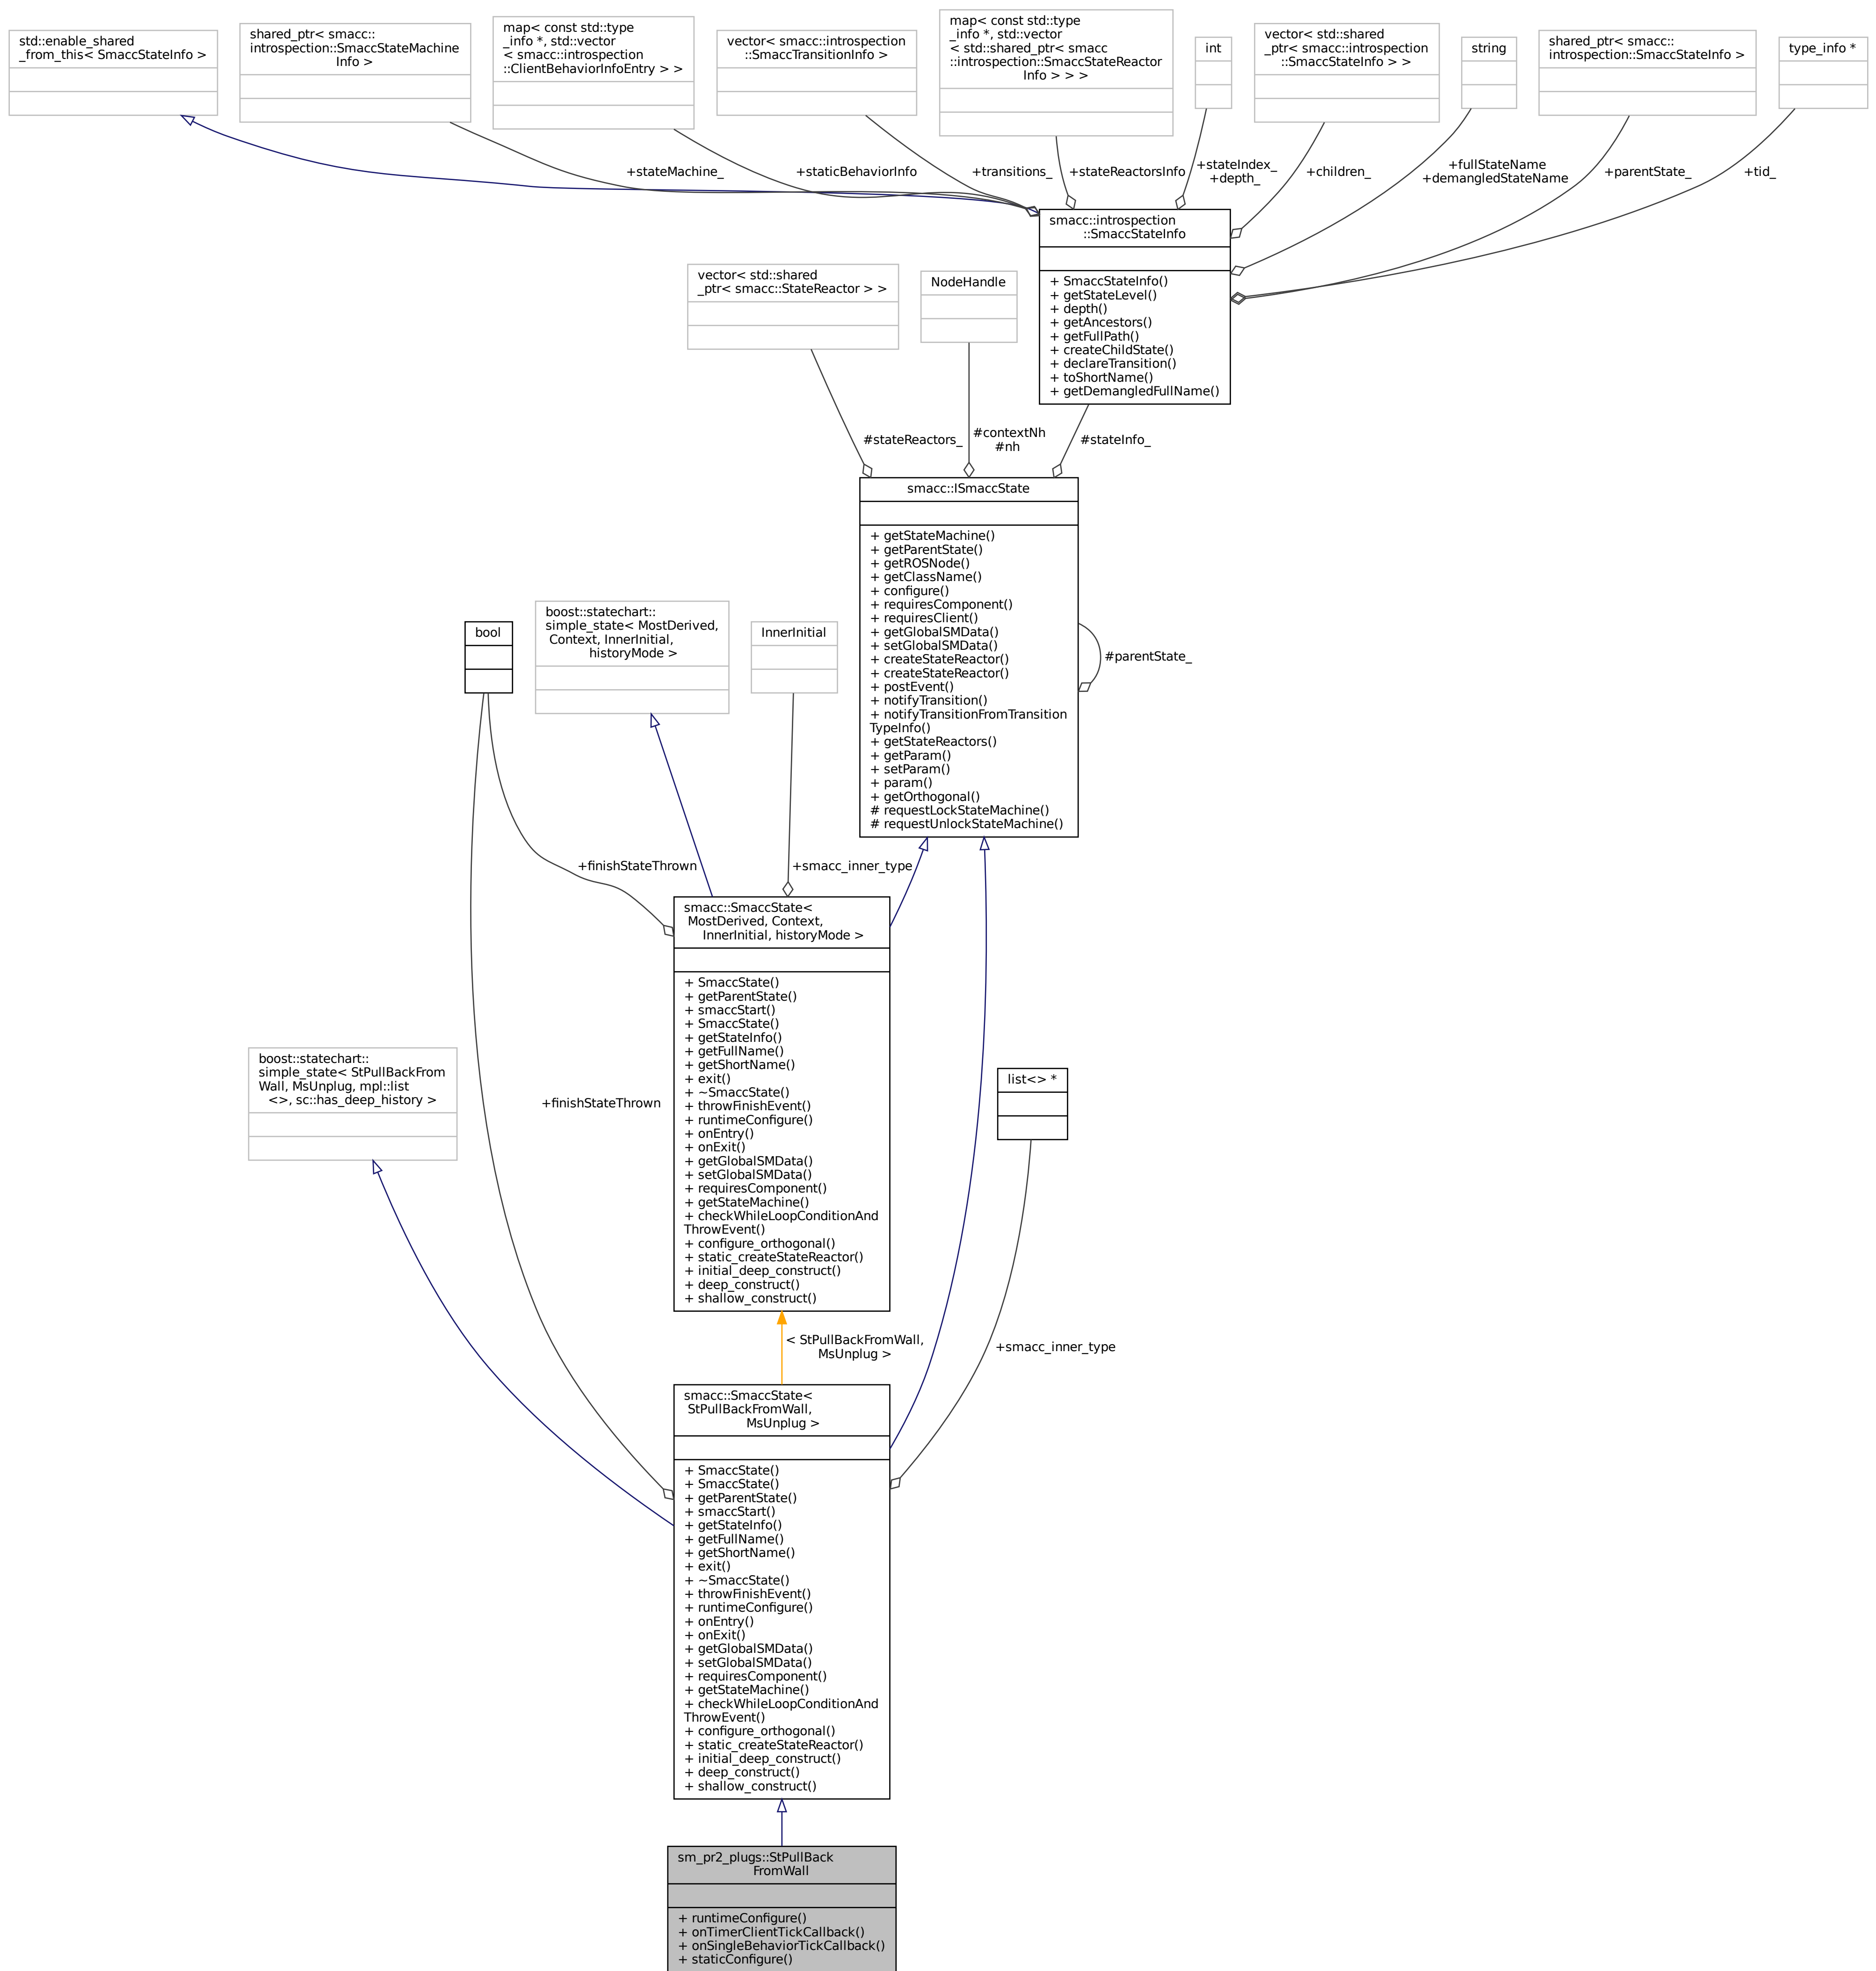 std::enable_shared
_from_this< SmaccStateInfo >
shared_ptr< smacc::
introspection::SmaccStateMachine
Info >
map< const std::type
_info *, std::vector
< smacc::introspection
::ClientBehaviorInfoEntry > >
vector< smacc::introspection
::SmaccTransitionInfo >
map< const std::type
_info *, std::vector
< std::shared_ptr< smacc
::introspection::SmaccStateReactor
Info > > >
int
vector< std::shared
_ptr< smacc::introspection
::SmaccStateInfo > >
string
shared_ptr< smacc::
introspection::SmaccStateInfo >
type_info *
+stateMachine_
+staticBehaviorInfo
+transitions_
+stateReactorsInfo
+stateIndex_
+depth_
+children_
+fullStateName
+demangledStateName
+parentState_
+tid_
smacc::introspection
::SmaccStateInfo
+ SmaccStateInfo()
+ getStateLevel()
+ depth()
+ getAncestors()
+ getFullPath()
+ createChildState()
+ declareTransition()
+ toShortName()
+ getDemangledFullName()
vector< std::shared
_ptr< smacc::StateReactor > >
NodeHandle
#stateReactors_
#contextNh
#nh
#stateInfo_
smacc::ISmaccState
+ getStateMachine()
+ getParentState()
+ getROSNode()
+ getClassName()
+ configure()
+ requiresComponent()
+ requiresClient()
+ getGlobalSMData()
+ setGlobalSMData()
+ createStateReactor()
+ createStateReactor()
+ postEvent()
+ notifyTransition()
+ notifyTransitionFromTransition
TypeInfo()
+ getStateReactors()
+ getParam()
+ setParam()
+ param()
+ getOrthogonal()
# requestLockStateMachine()
# requestUnlockStateMachine()
#parentState_
bool
boost::statechart::
simple_state< MostDerived,
Context, InnerInitial,
historyMode >
InnerInitial
+finishStateThrown
+smacc_inner_type
smacc::SmaccState<
MostDerived, Context,
InnerInitial, historyMode >
+ SmaccState()
+ getParentState()
+ smaccStart()
+ SmaccState()
+ getStateInfo()
+ getFullName()
+ getShortName()
+ exit()
+ ~SmaccState()
+ throwFinishEvent()
+ runtimeConfigure()
+ onEntry()
+ onExit()
+ getGlobalSMData()
+ setGlobalSMData()
+ requiresComponent()
+ getStateMachine()
+ checkWhileLoopConditionAnd
ThrowEvent()
+ configure_orthogonal()
+ static_createStateReactor()
+ initial_deep_construct()
+ deep_construct()
+ shallow_construct()
boost::statechart::
simple_state< StPullBackFrom
Wall, MsUnplug, mpl::list
<>, sc::has_deep_history >
+finishStateThrown
list<> *
< StPullBackFromWall,
MsUnplug >
+smacc_inner_type
smacc::SmaccState<
StPullBackFromWall,
MsUnplug >
+ SmaccState()
+ SmaccState()
+ getParentState()
+ smaccStart()
+ getStateInfo()
+ getFullName()
+ getShortName()
+ exit()
+ ~SmaccState()
+ throwFinishEvent()
+ runtimeConfigure()
+ onEntry()
+ onExit()
+ getGlobalSMData()
+ setGlobalSMData()
+ requiresComponent()
+ getStateMachine()
+ checkWhileLoopConditionAnd
ThrowEvent()
+ configure_orthogonal()
+ static_createStateReactor()
+ initial_deep_construct()
+ deep_construct()
+ shallow_construct()
sm_pr2_plugs::StPullBack
FromWall
+ runtimeConfigure()
+ onTimerClientTickCallback()
+ onSingleBehaviorTickCallback()
+ staticConfigure()